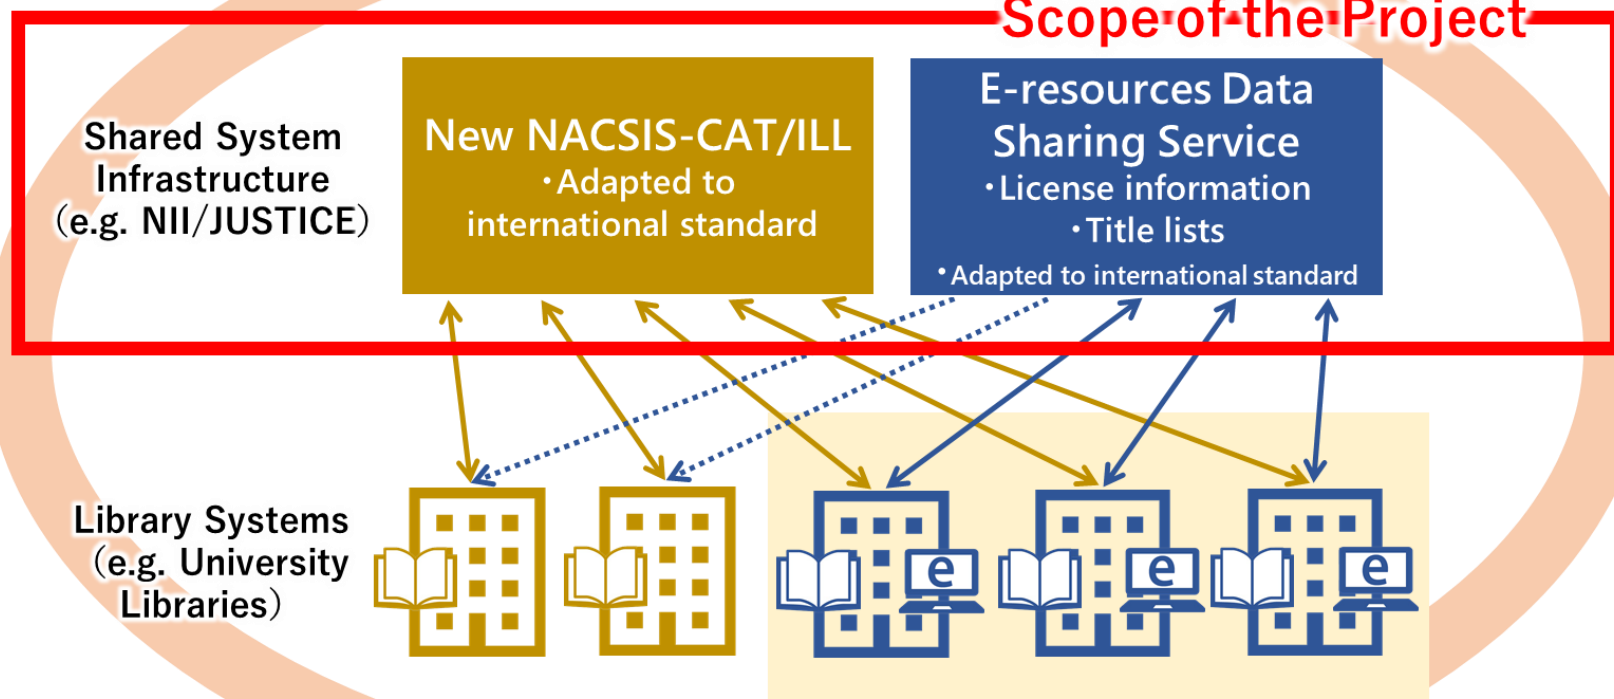 Scope of the Project
Shared System
Infrastructure
（e.g. NII/JUSTICE）
New NACSIS-CAT/ILL
・Adapted to
international standard
E-resources Data
Sharing Service
・License information
・Title lists
・Adapted to international standard
Library Systems
（e.g. University
Libraries）
e
e
e